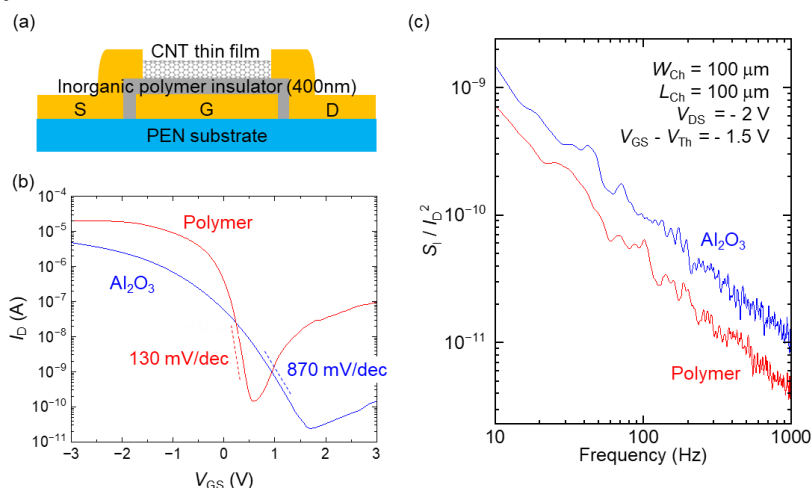 (a)
CNT thin film
Inorganic polymer insulator (400nm)
S
G
D
PEN substrate
(b)
10⁻⁴
10⁻⁵
10⁻⁶
10⁻⁷
10⁻⁸
10⁻⁹
10⁻¹⁰
10⁻¹¹
I_D (A)
Polymer
Al₂O₃
130 mV/dec
870 mV/dec
−3 −2 −1 0 1 2 3
V_GS (V)
(c)
10⁻⁹
10⁻¹⁰
10⁻¹¹
S_I / I_D²
W_Ch = 100 μm
L_Ch = 100 μm
V_DS = - 2 V
V_GS - V_Th = - 1.5 V
Al₂O₃
Polymer
10 100 1000
Frequency (Hz)